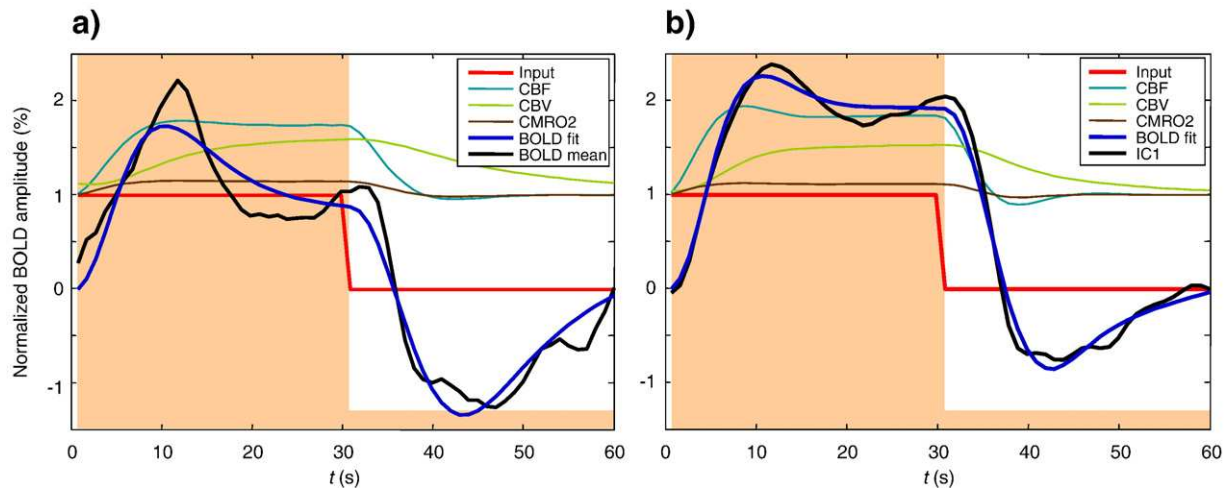 a)
Normalized BOLD amplitude (%)
2
1
0
-1
Input
CBF
CBV
CMRO2
BOLD fit
BOLD mean
0 10 20 30 40 50 60
t (s)
b)
2
1
0
-1
Input
CBF
CBV
CMRO2
BOLD fit
IC1
0 10 20 30 40 50 60
t (s)